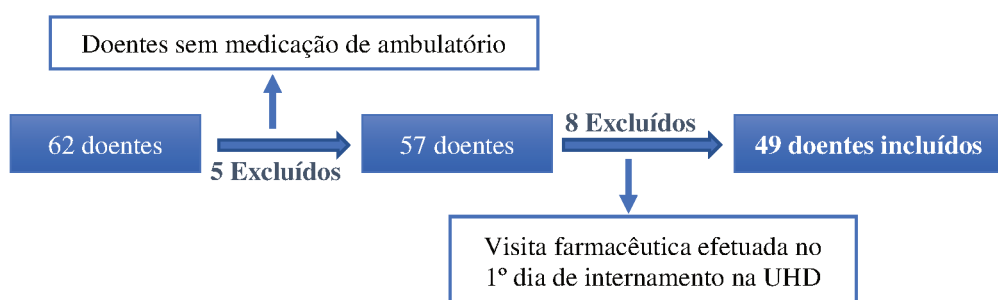 Doentes sem medicação de ambulatório
62 doentes
5 Excluídos
57 doentes
8 Excluídos
49 doentes incluídos
Visita farmacêutica efetuada no
1º dia de internamento na UHD